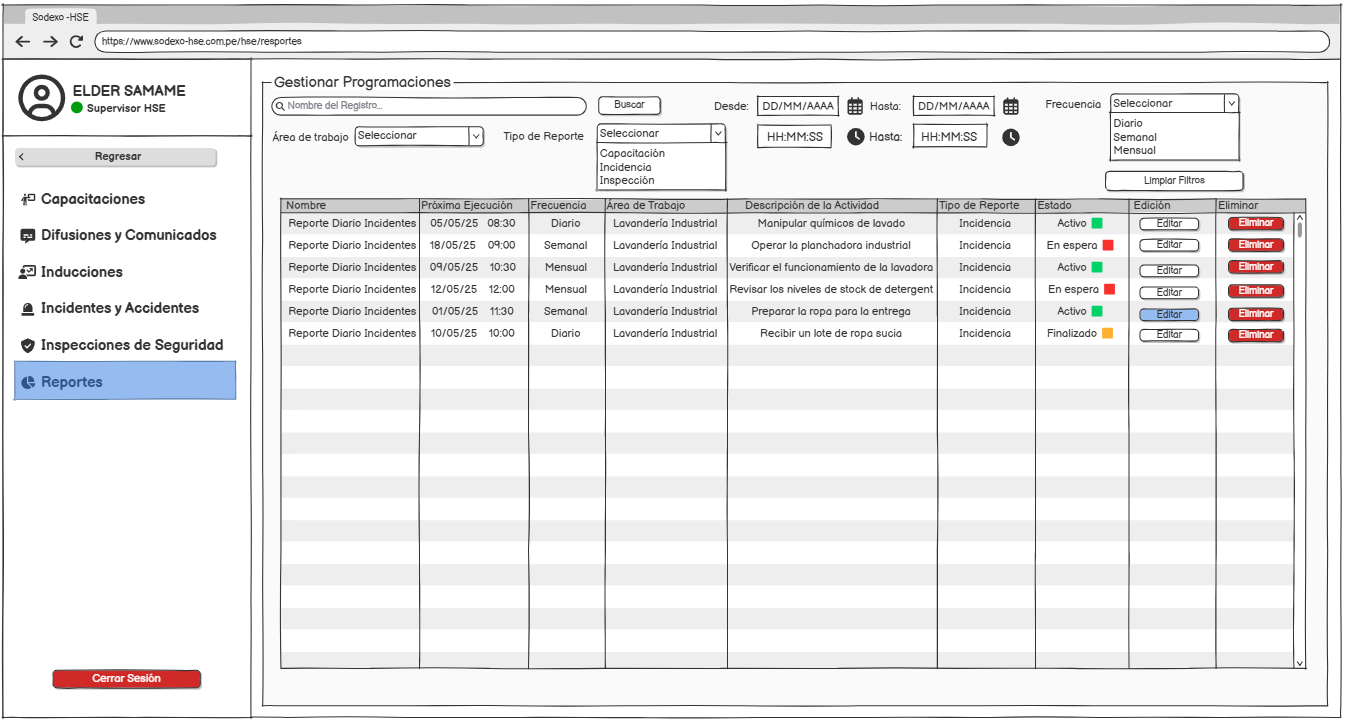 Sodexo -HSE
https://www.sodexo-hse.com.pe/hse/resportes
ELDER SAMAME
Supervisor HSE
Regresar
Capacitaciones
Difusiones y Comunicados
Inducciones
Incidentes y Accidentes
Inspecciones de Seguridad
Reportes
Cerrar Sesión
Gestionar Programaciones
Nombre del Registro... Buscar Desde: DD/MM/AAAA Hasta: DD/MM/AAAA Frecuencia Seleccionar
Diario
Semanal
Mensual
Área de trabajo Seleccionar Tipo de Reporte Seleccionar HH:MM:SS Hasta: HH:MM:SS
Capacitación
Incidencia
Inspección
Limpiar Filtros
Nombre Próxima Ejecución Frecuencia Área de Trabajo Descripción de la Actividad Tipo de Reporte Estado Edición Eliminar
Reporte Diario Incidentes 05/05/25 08:30 Diario Lavandería Industrial Manipular químicos de lavado Incidencia Activo Editar Eliminar
Reporte Diario Incidentes 18/05/25 09:00 Semanal Lavandería Industrial Operar la planchadora industrial Incidencia En espera Editar Eliminar
Reporte Diario Incidentes 09/05/25 10:30 Mensual Lavandería Industrial Verificar el funcionamiento de la lavadora Incidencia Activo Editar Eliminar
Reporte Diario Incidentes 12/05/25 12:00 Mensual Lavandería Industrial Revisar los niveles de stock de detergent Incidencia En espera Editar Eliminar
Reporte Diario Incidentes 01/05/25 11:30 Semanal Lavandería Industrial Preparar la ropa para la entrega Incidencia Activo Editar Eliminar
Reporte Diario Incidentes 10/05/25 10:00 Diario Lavandería Industrial Recibir un lote de ropa sucia Incidencia Finalizado Editar Eliminar